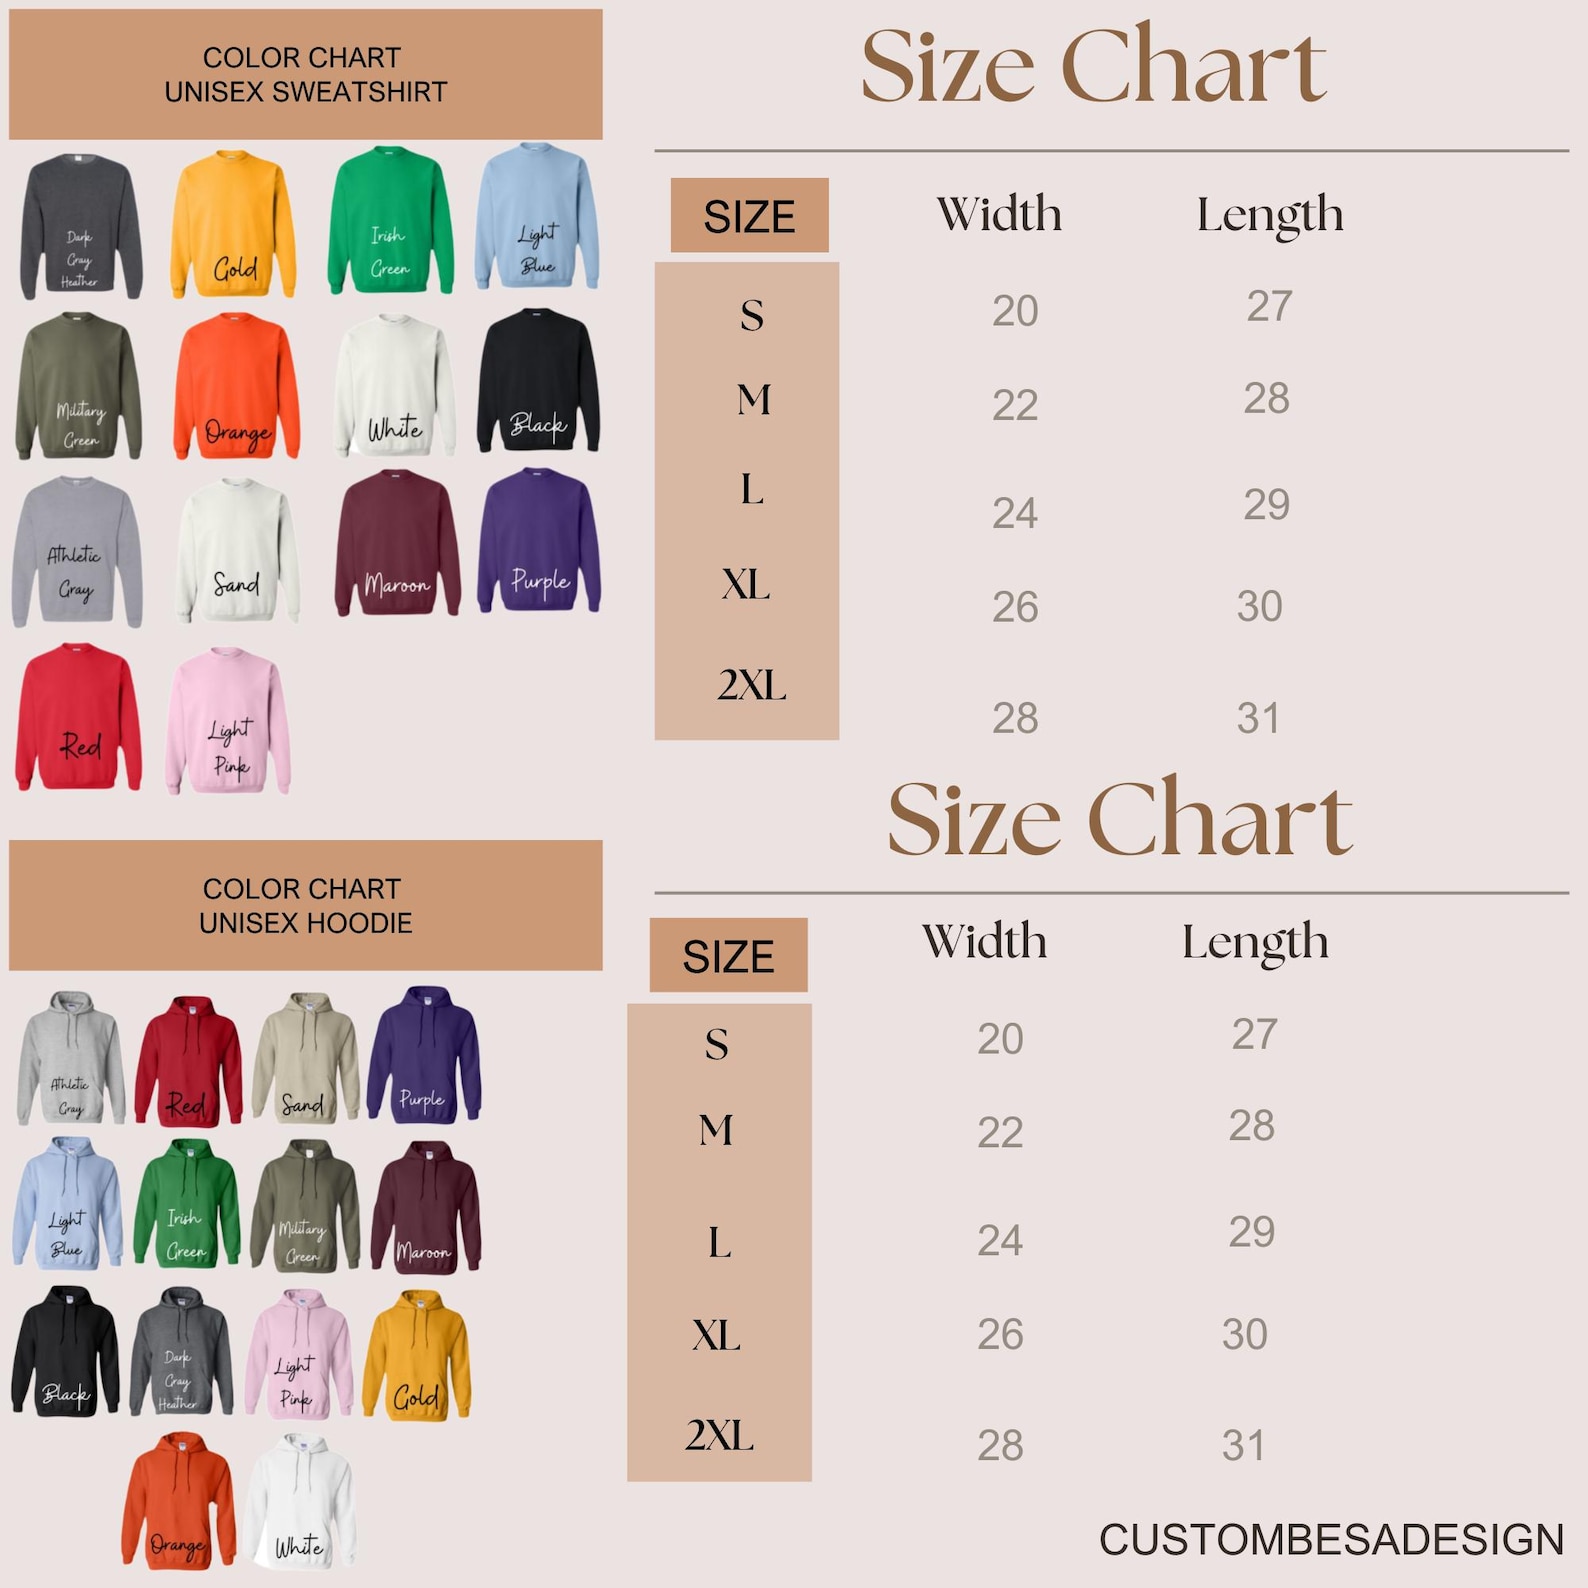 COLOR CHART
UNISEX SWEATSHIRT
Dark
Gray
Heather
Gold
Irish
Green
Light
Blue
Military
Green
Orange
White
Black
Athletic
Gray
Sand
Maroon
Purple
Red
Light
Pink
Size Chart
SIZE Width Length
S 20 27
M 22 28
L 24 29
XL 26 30
2XL 28 31
COLOR CHART
UNISEX HOODIE
Athletic
Gray
Red
Sand
Purple
Light
Blue
Irish
Green
Military
Green
Maroon
Black
Dark
Gray
Heather
Light
Pink
Gold
Orange
White
Size Chart
SIZE Width Length
S 20 27
M 22 28
L 24 29
XL 26 30
2XL 28 31
CUSTOMBESADESIGN